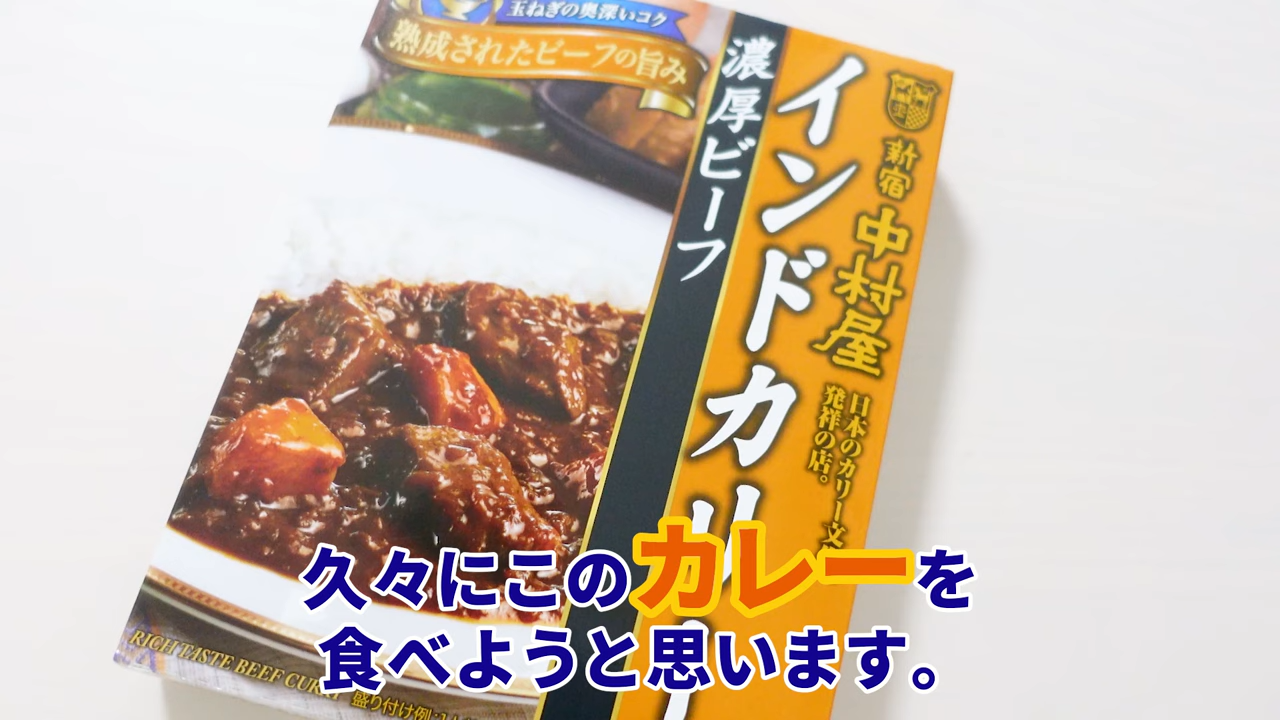 玉ねぎの奥深いコク
熟成されたビーフの旨み
濃厚ビーフ
インドカリー
新宿
中村屋
日本のカリー文
発祥の店。
RICH TASTE BEEF CURRY
盛り付け例
久々にこのカレーを
食べようと思います。